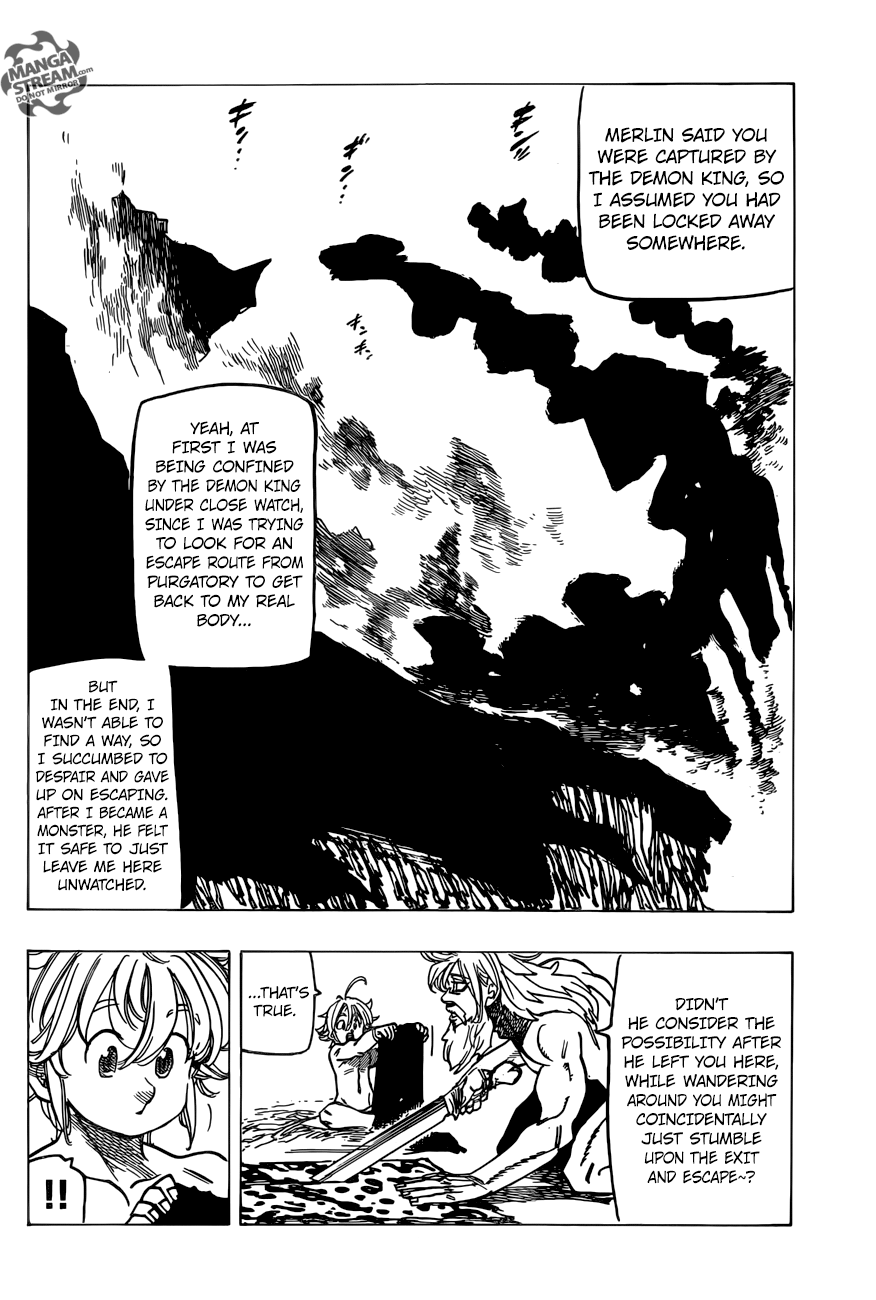 MANGA
STREAM.com
DO NOT MIRROR
MERLIN SAID YOU
WERE CAPTURED BY
THE DEMON KING, SO
I ASSUMED YOU HAD
BEEN LOCKED AWAY
SOMEWHERE.
YEAH, AT
FIRST I WAS
BEING CONFINED
BY THE DEMON KING
UNDER CLOSE WATCH,
SINCE I WAS TRYING
TO LOOK FOR AN
ESCAPE ROUTE FROM
PURGATORY TO GET
BACK TO MY REAL
BODY...
BUT
IN THE END, I
WASN'T ABLE TO
FIND A WAY, SO
I SUCCUMBED TO
DESPAIR AND GAVE
UP ON ESCAPING.
AFTER I BECAME A
MONSTER, HE FELT
IT SAFE TO JUST
LEAVE ME HERE
UNWATCHED.
DIDN'T
HE CONSIDER THE
POSSIBILITY AFTER
HE LEFT YOU HERE,
WHILE WANDERING
AROUND YOU MIGHT
COINCIDENTALLY
JUST STUMBLE
UPON THE EXIT
AND ESCAPE~?
...THAT'S
TRUE.
!!